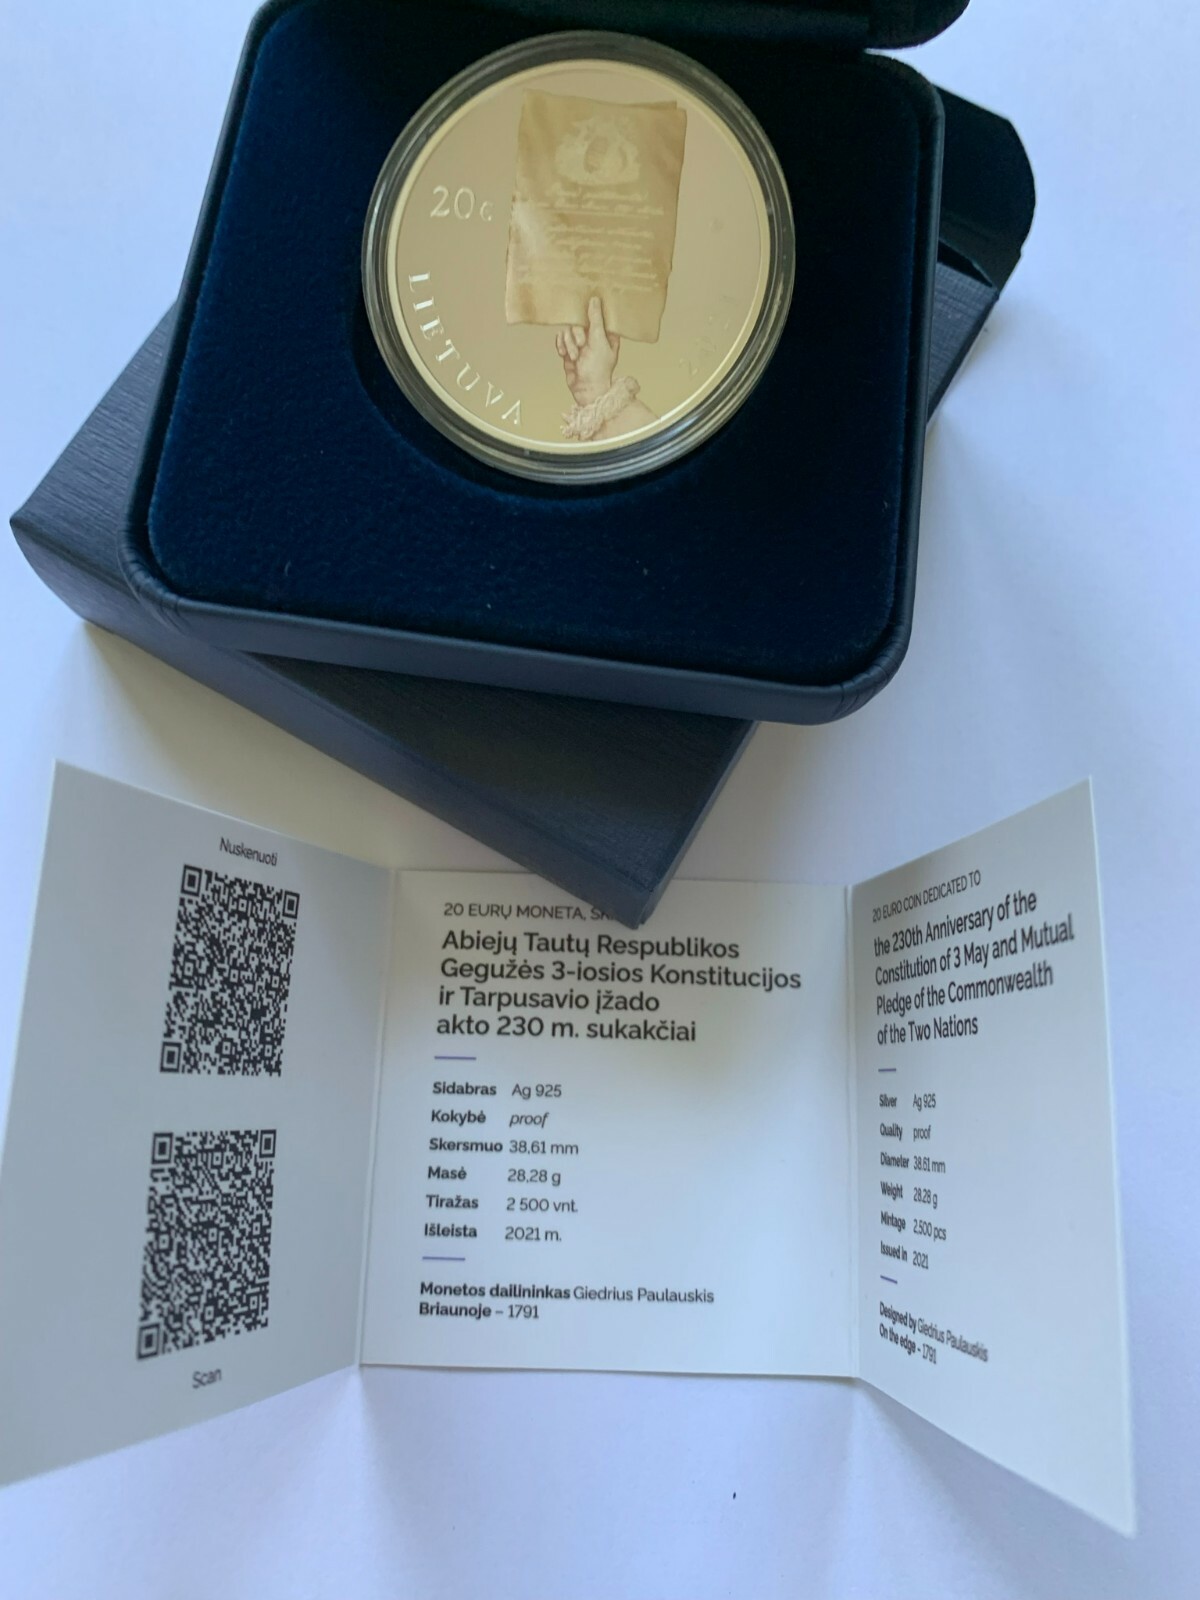 20 €
LIETUVA
Nuskenuoti
Scan
20 EURŲ MONETA,
Abiejų Tautų Respublikos
Gegužės 3-iosios Konstitucijos
ir Tarpusavio įžado
akto 230 m. sukakčiai
Sidabras Ag 925
Kokybė proof
Skersmuo 38,61 mm
Masė 28,28 g
Tiražas 2 500 vnt.
Išleista 2021 m.
Monetos dailininkas Giedrius Paulauskis
Briaunoje – 1791
20 EURO COIN DEDICATED TO
the 230th Anniversary of the
Constitution of 3 May and Mutual
Pledge of the Commonwealth
of the Two Nations
Silver Ag 925
Quality proof
Diameter 38.61 mm
Weight 28.28 g
Mintage 2,500 pcs
Issued in 2021
Designed by Giedrius Paulauskis
On the edge – 1791